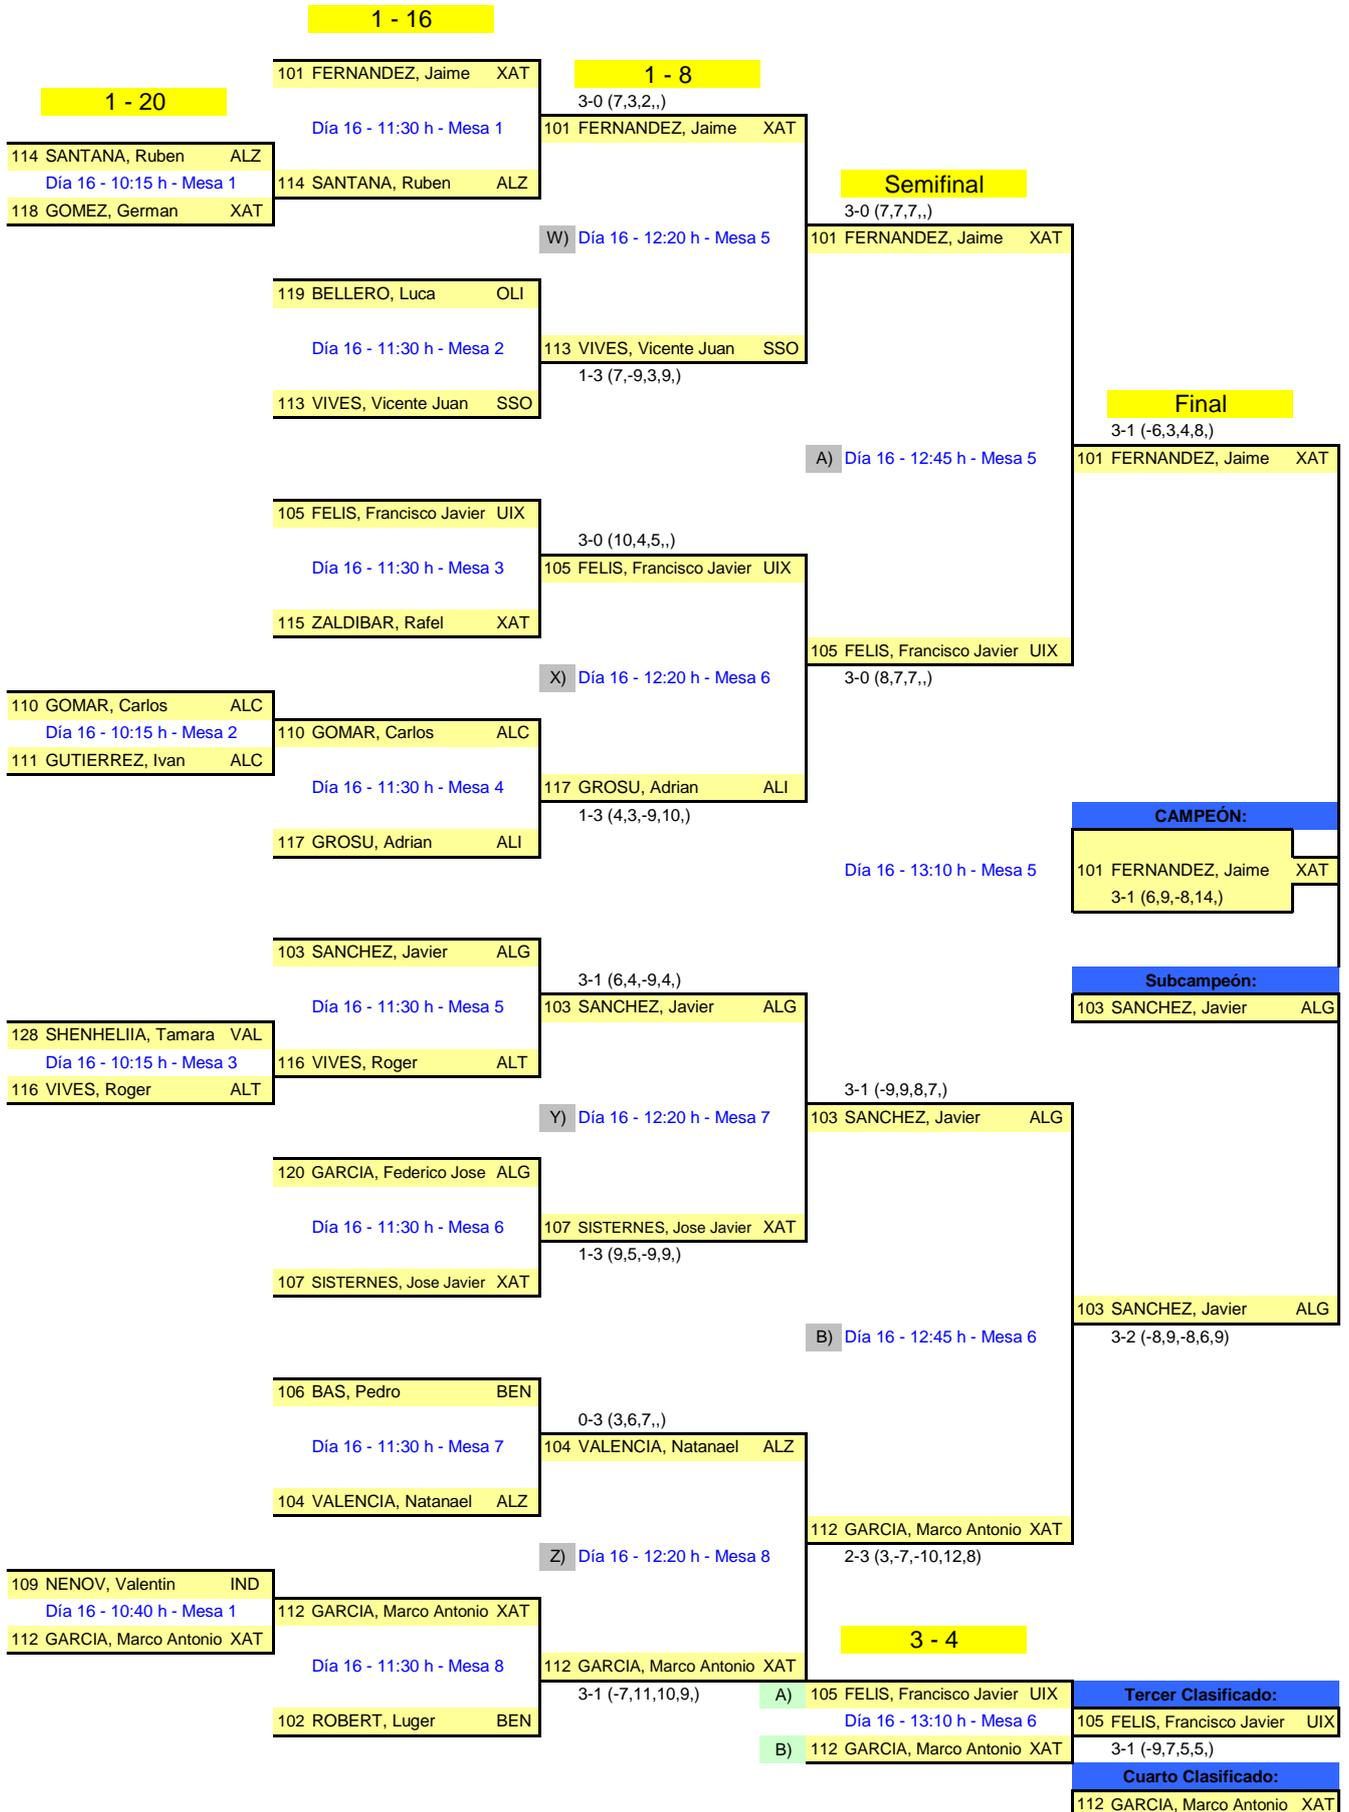 1 - 16
101 FERNANDEZ, Jaime XAT
1 - 8
1 - 20
3-0 (7,3,2,,)
Día 16 - 11:30 h - Mesa 1
101 FERNANDEZ, Jaime XAT
114 SANTANA, Ruben ALZ
Día 16 - 10:15 h - Mesa 1
114 SANTANA, Ruben ALZ
Semifinal
118 GOMEZ, German XAT
3-0 (7,7,7,,)
W) Día 16 - 12:20 h - Mesa 5
101 FERNANDEZ, Jaime XAT
119 BELLERO, Luca OLI
Día 16 - 11:30 h - Mesa 2
113 VIVES, Vicente Juan SSO
1-3 (7,-9,3,9,)
113 VIVES, Vicente Juan SSO
Final
3-1 (-6,3,4,8,)
A) Día 16 - 12:45 h - Mesa 5
101 FERNANDEZ, Jaime XAT
105 FELIS, Francisco Javier UIX
3-0 (10,4,5,,)
Día 16 - 11:30 h - Mesa 3
105 FELIS, Francisco Javier UIX
115 ZALDIBAR, Rafel XAT
105 FELIS, Francisco Javier UIX
X) Día 16 - 12:20 h - Mesa 6
3-0 (8,7,7,,)
110 GOMAR, Carlos ALC
Día 16 - 10:15 h - Mesa 2
110 GOMAR, Carlos ALC
111 GUTIERREZ, Ivan ALC
Día 16 - 11:30 h - Mesa 4
117 GROSU, Adrian ALI
1-3 (4,3,-9,10,)
CAMPEÓN:
117 GROSU, Adrian ALI
Día 16 - 13:10 h - Mesa 5
101 FERNANDEZ, Jaime XAT
3-1 (6,9,-8,14,)
103 SANCHEZ, Javier ALG
3-1 (6,4,-9,4,)
Subcampeón:
Día 16 - 11:30 h - Mesa 5
103 SANCHEZ, Javier ALG
103 SANCHEZ, Javier ALG
128 SHENHELIIA, Tamara VAL
Día 16 - 10:15 h - Mesa 3
116 VIVES, Roger ALT
116 VIVES, Roger ALT
3-1 (-9,9,8,7,)
Y) Día 16 - 12:20 h - Mesa 7
103 SANCHEZ, Javier ALG
120 GARCIA, Federico Jose ALG
Día 16 - 11:30 h - Mesa 6
107 SISTERNES, Jose Javier XAT
1-3 (9,5,-9,9,)
107 SISTERNES, Jose Javier XAT
103 SANCHEZ, Javier ALG
B) Día 16 - 12:45 h - Mesa 6
3-2 (-8,9,-8,6,9)
106 BAS, Pedro BEN
0-3 (3,6,7,,)
Día 16 - 11:30 h - Mesa 7
104 VALENCIA, Natanael ALZ
104 VALENCIA, Natanael ALZ
112 GARCIA, Marco Antonio XAT
Z) Día 16 - 12:20 h - Mesa 8
2-3 (3,-7,-10,12,8)
109 NENOV, Valentin IND
Día 16 - 10:40 h - Mesa 1
112 GARCIA, Marco Antonio XAT
112 GARCIA, Marco Antonio XAT
3 - 4
Día 16 - 11:30 h - Mesa 8
112 GARCIA, Marco Antonio XAT
3-1 (-7,11,10,9,)
A) 105 FELIS, Francisco Javier UIX
Tercer Clasificado:
102 ROBERT, Luger BEN
Día 16 - 13:10 h - Mesa 6
105 FELIS, Francisco Javier UIX
B) 112 GARCIA, Marco Antonio XAT
3-1 (-9,7,5,5,)
Cuarto Clasificado:
112 GARCIA, Marco Antonio XAT